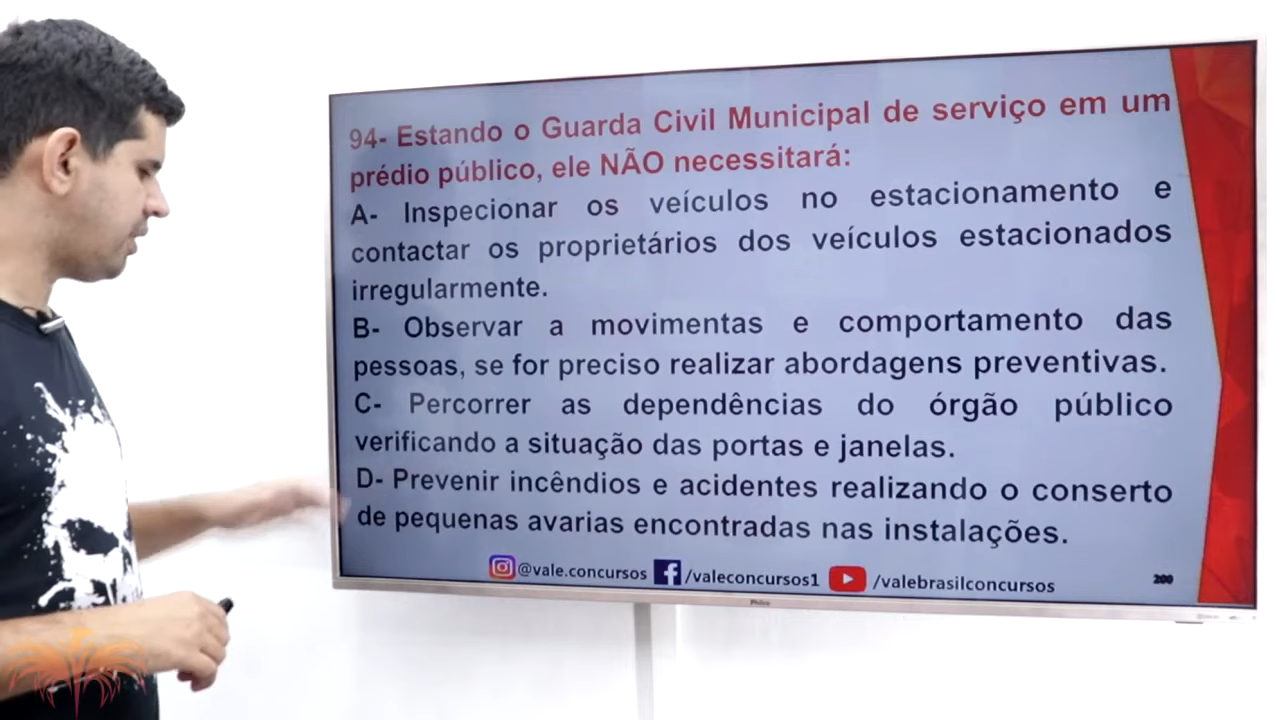 94- Estando o Guarda Civil Municipal de serviço em um
prédio público, ele NÃO necessitará:
A- Inspecionar os veículos no estacionamento e
contactar os proprietários dos veículos estacionados
irregularmente.
B- Observar a movimentas e comportamento das
pessoas, se for preciso realizar abordagens preventivas.
C- Percorrer as dependências do órgão público
verificando a situação das portas e janelas.
D- Prevenir incêndios e acidentes realizando o conserto
de pequenas avarias encontradas nas instalações.
@vale.concursos /valeconcursos1 /valebrasilconcursos 200
Philco